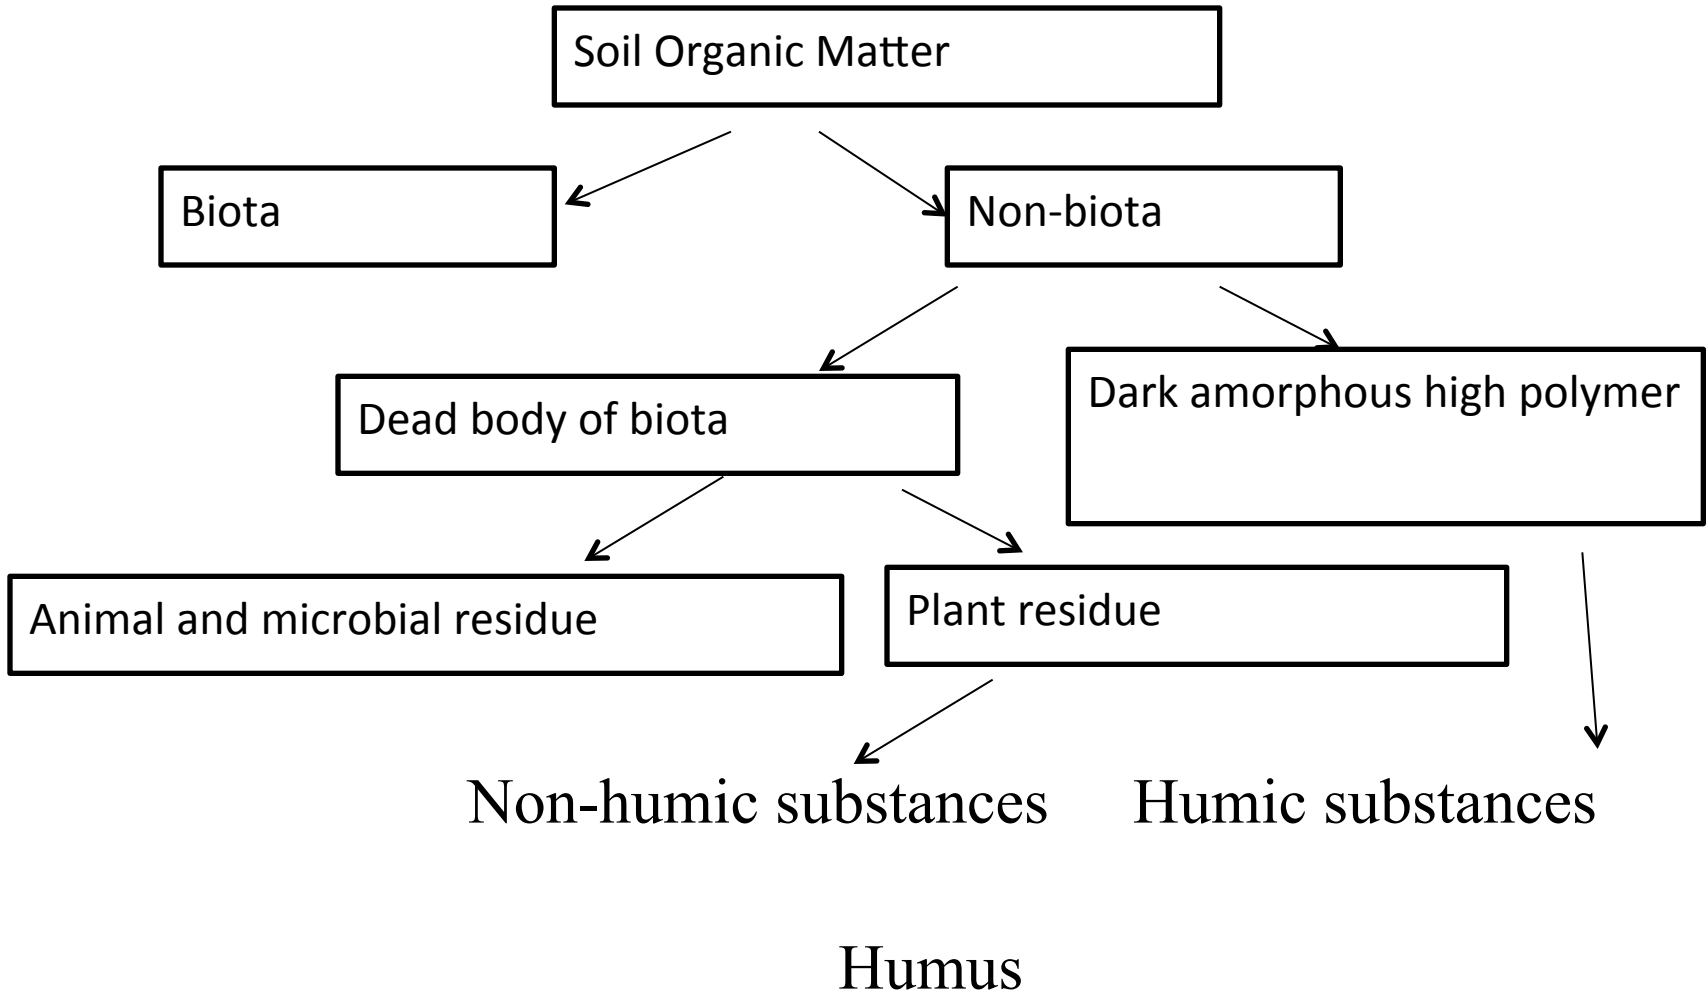 Soil Organic Matter
Biota
Non-biota
Dead body of biota
Dark amorphous high polymer
Animal and microbial residue
Plant residue
Non-humic substances
Humic substances
Humus